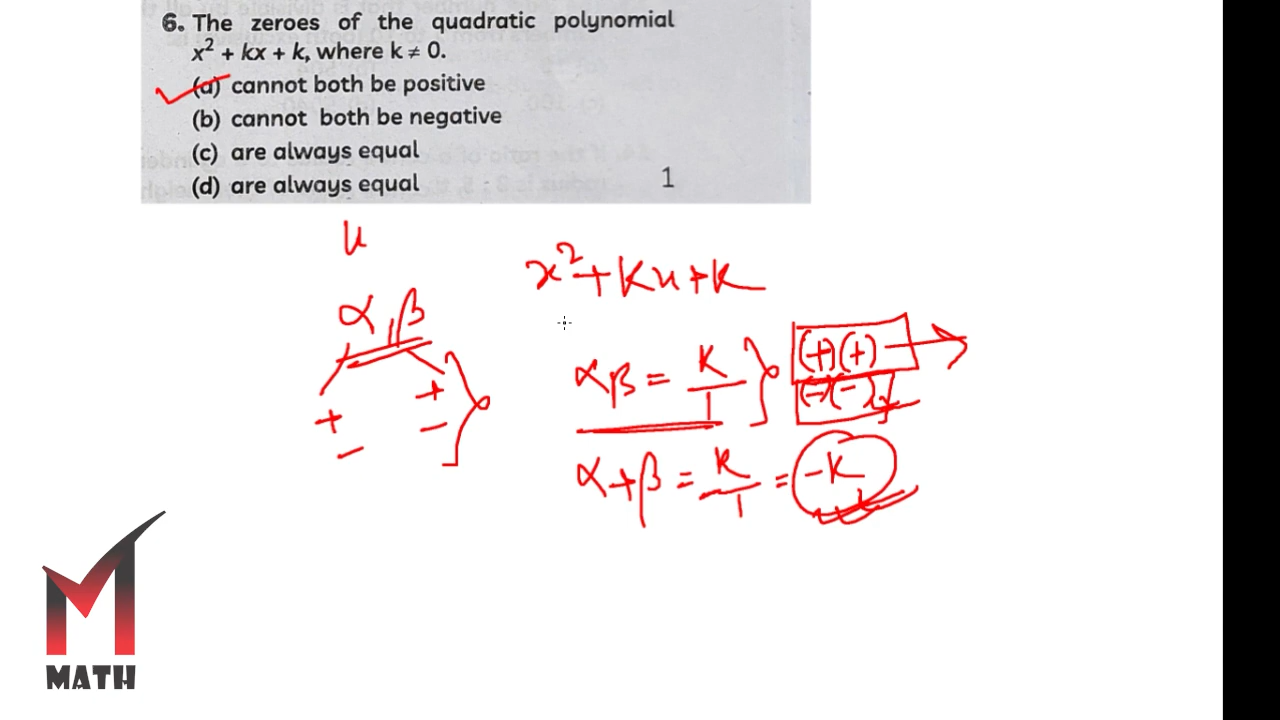 6. The zeroes of the quadratic polynomial
x² + kx + k, where k ≠ 0.
(a) cannot both be positive
(b) cannot both be negative
(c) are always equal
(d) are always equal
1
k
x² + kx + k
α, β
+ +
− −
αβ = k/1
(+)(+)
(−)(−)
α+β = k/1 = −k
MATH